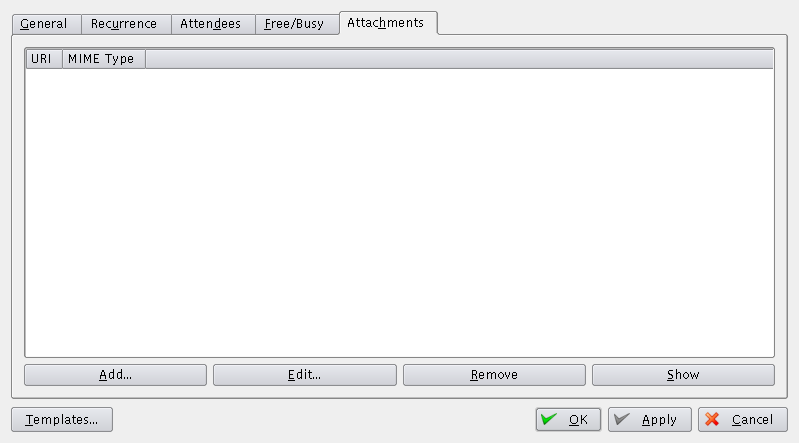 General Recurrence Attendees Free/Busy Attachments
URI MIME Type
Add... Edit... Remove Show
Templates... OK Apply Cancel